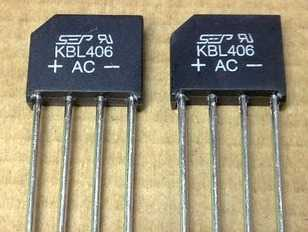 SEP
KBL406
+ AC −
SEP
KBL406
+ AC −